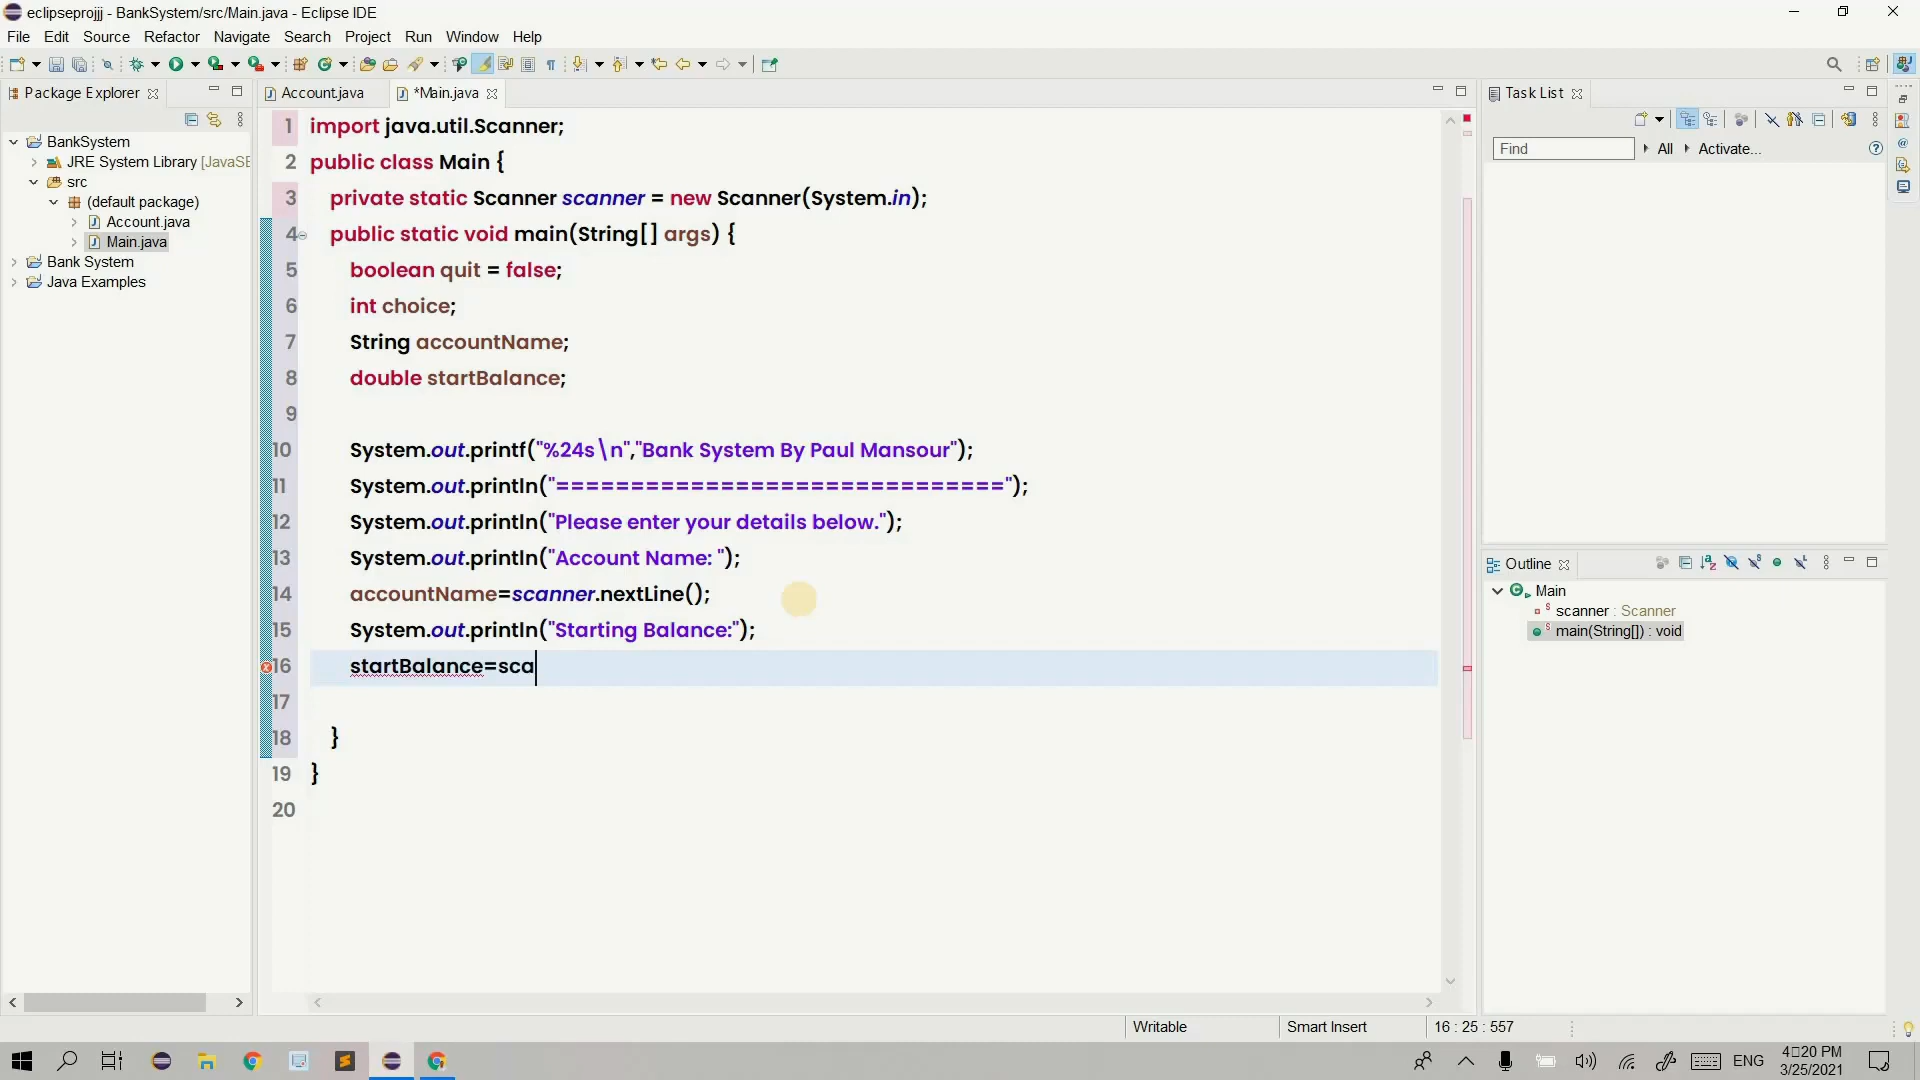 eclipseprojjj - BankSystem/src/Main.java - Eclipse IDE
File Edit Source Refactor Navigate Search Project Run Window Help
Package Explorer
BankSystem
JRE System Library [JavaSE
src
(default package)
Account.java
Main.java
Bank System
Java Examples
Account.java *Main.java
1 import java.util.Scanner;
2 public class Main {
3 private static Scanner scanner = new Scanner(System.in);
4 public static void main(String[] args) {
5 boolean quit = false;
6 int choice;
7 String accountName;
8 double startBalance;
9
10 System.out.printf("%24s\n","Bank System By Paul Mansour");
11 System.out.println("==============================");
12 System.out.println("Please enter your details below.");
13 System.out.println("Account Name: ");
14 accountName=scanner.nextLine();
15 System.out.println("Starting Balance:");
16 startBalance=sca
17
18 }
19 }
20
Task List
Find All Activate...
Outline
Main
scanner : Scanner
main(String[]) : void
Writable Smart Insert 16 : 25 : 557
ENG
4:20 PM
3/25/2021